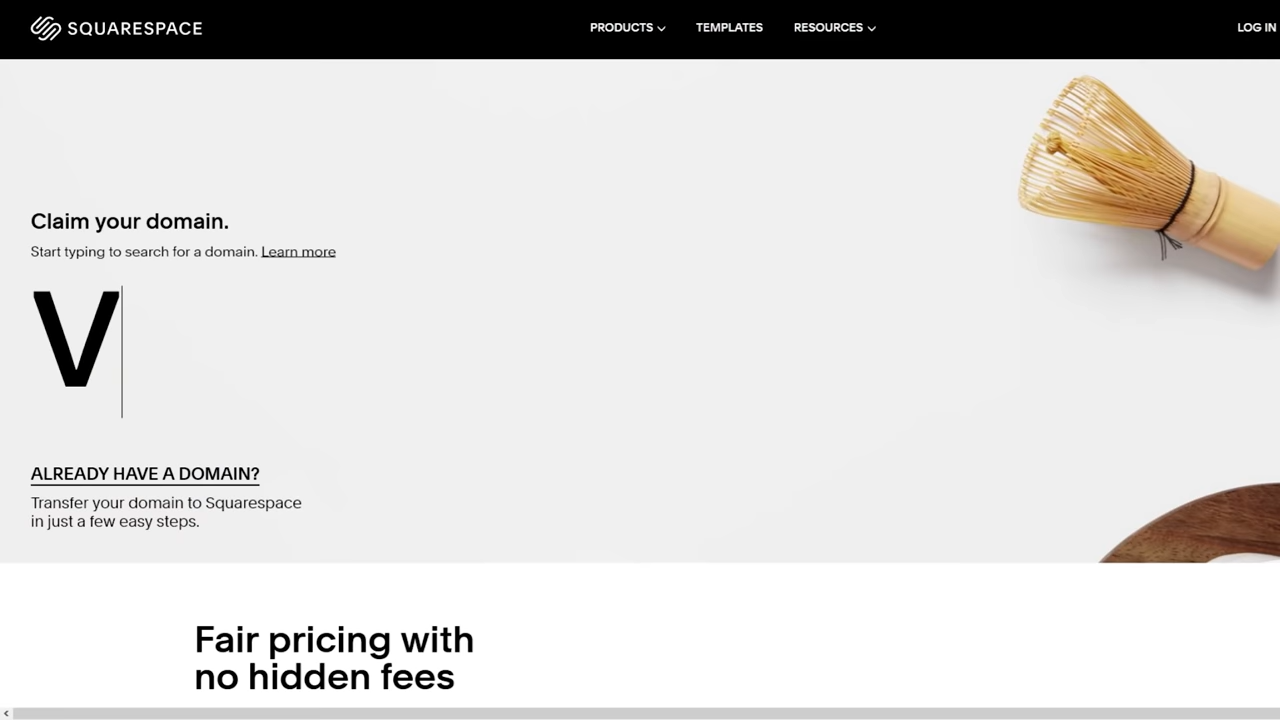 SQUARESPACE
PRODUCTS
TEMPLATES
RESOURCES
LOG IN
Claim your domain.
Start typing to search for a domain. Learn more
V
ALREADY HAVE A DOMAIN?
Transfer your domain to Squarespace
in just a few easy steps.
Fair pricing with
no hidden fees